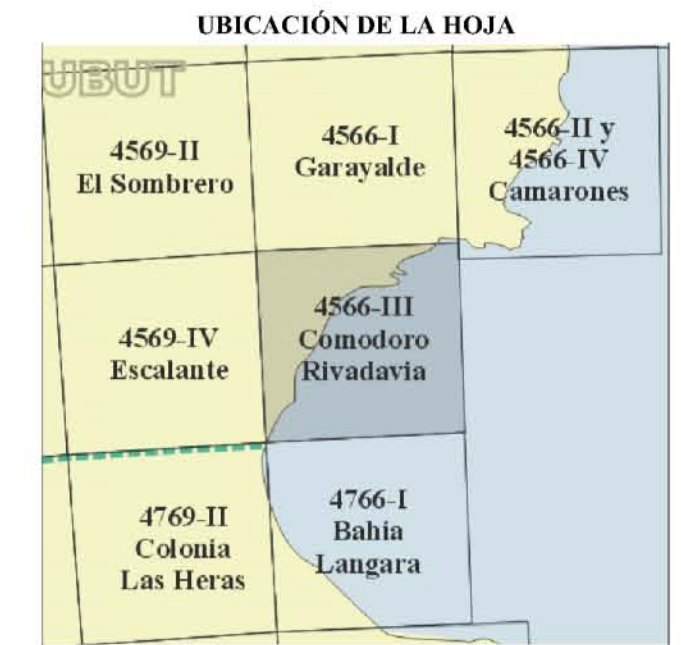 UBICACIÓN DE LA HOJA
UBUT
4569-II
El Sombrero
4566-I
Garayalde
4566-II y
4566-IV
Camarones
4569-IV
Escalante
4566-III
Comodoro
Rivadavia
4769-II
Colonia
Las Heras
4766-I
Bahía
Langara